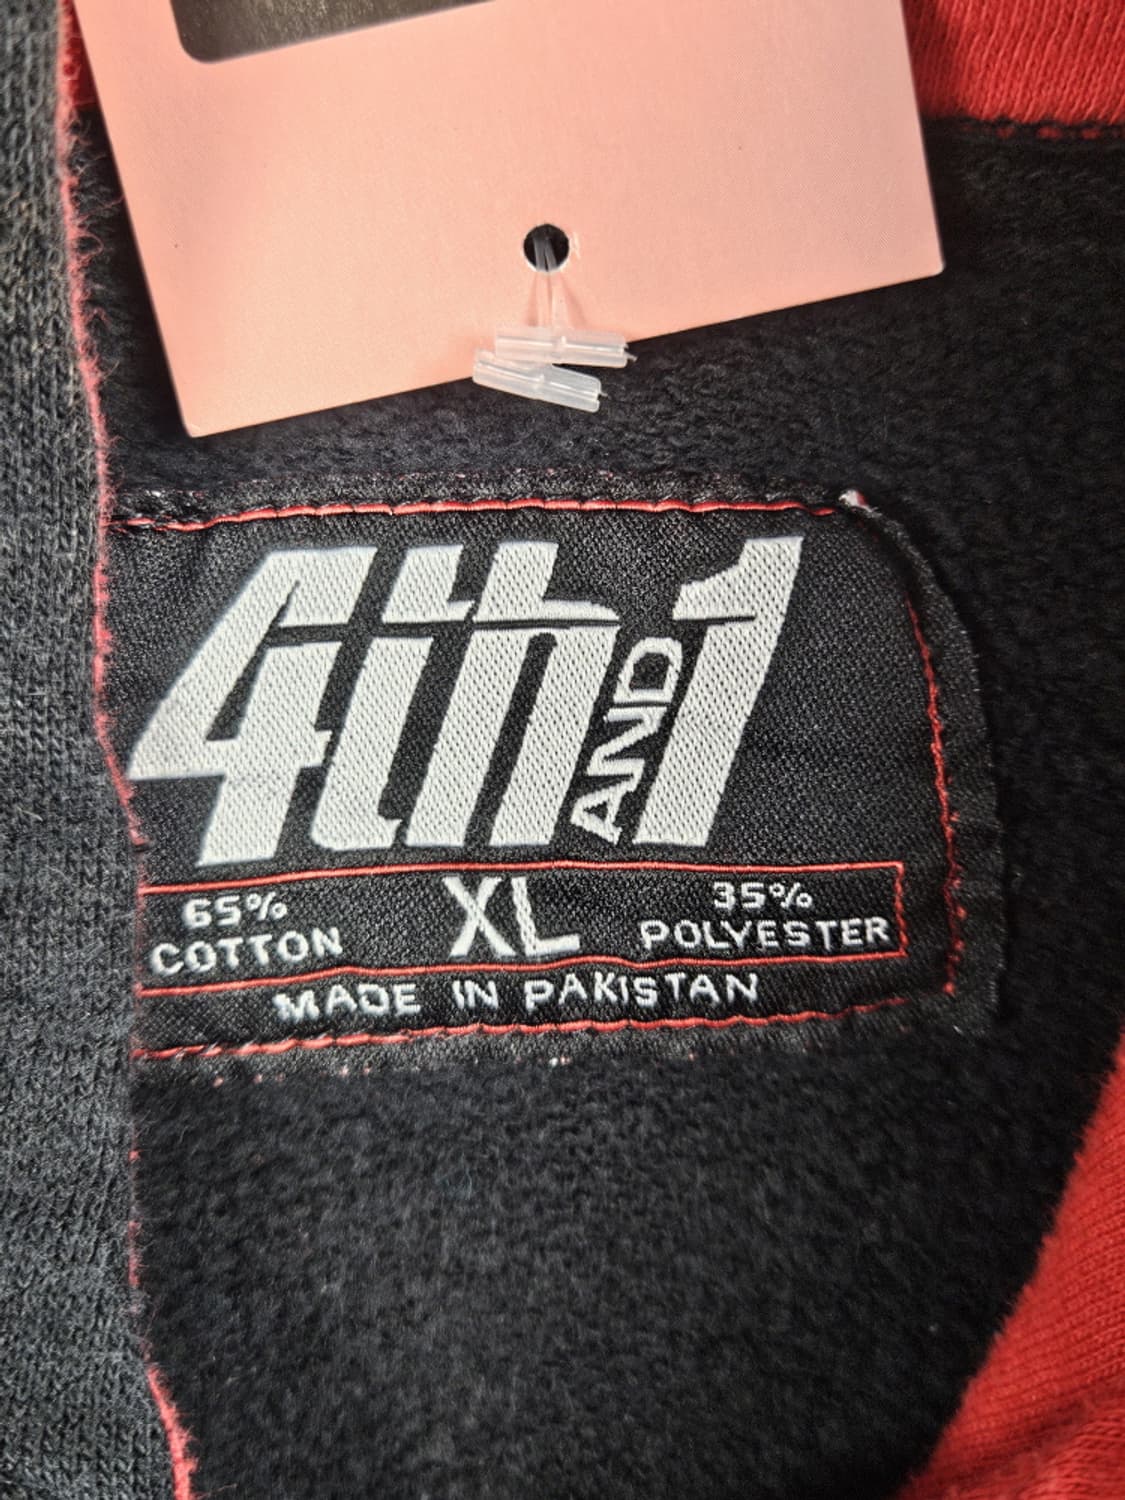 4th AND 1
65% XL 35%
COTTON POLYESTER
MADE IN PAKISTAN